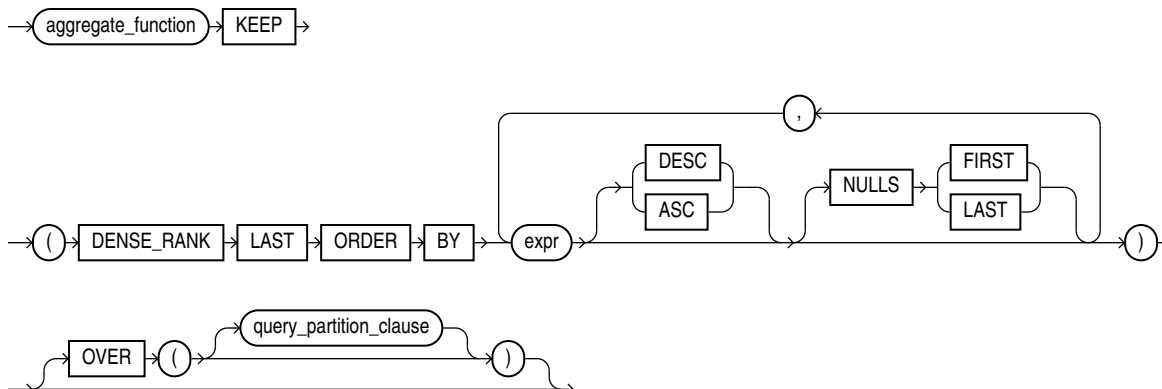 aggregate_function KEEP
,
DESC FIRST
NULLS
ASC LAST
( DENSE_RANK LAST ORDER BY expr )
query_partition_clause
OVER ( )